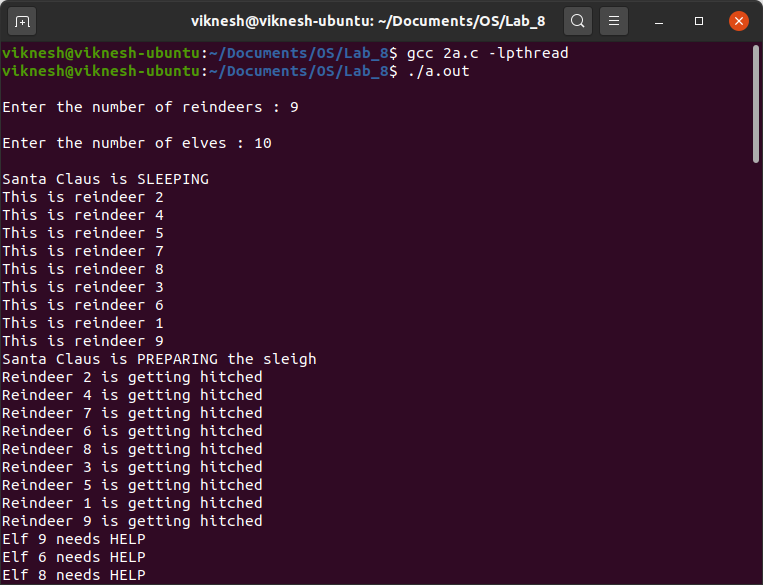 viknesh@viknesh-ubuntu: ~/Documents/OS/Lab_8
viknesh@viknesh-ubuntu:~/Documents/OS/Lab_8$ gcc 2a.c -lpthread
viknesh@viknesh-ubuntu:~/Documents/OS/Lab_8$ ./a.out
Enter the number of reindeers : 9
Enter the number of elves : 10
Santa Claus is SLEEPING
This is reindeer 2
This is reindeer 4
This is reindeer 5
This is reindeer 7
This is reindeer 8
This is reindeer 3
This is reindeer 6
This is reindeer 1
This is reindeer 9
Santa Claus is PREPARING the sleigh
Reindeer 2 is getting hitched
Reindeer 4 is getting hitched
Reindeer 7 is getting hitched
Reindeer 6 is getting hitched
Reindeer 8 is getting hitched
Reindeer 3 is getting hitched
Reindeer 5 is getting hitched
Reindeer 1 is getting hitched
Reindeer 9 is getting hitched
Elf 9 needs HELP
Elf 6 needs HELP
Elf 8 needs HELP